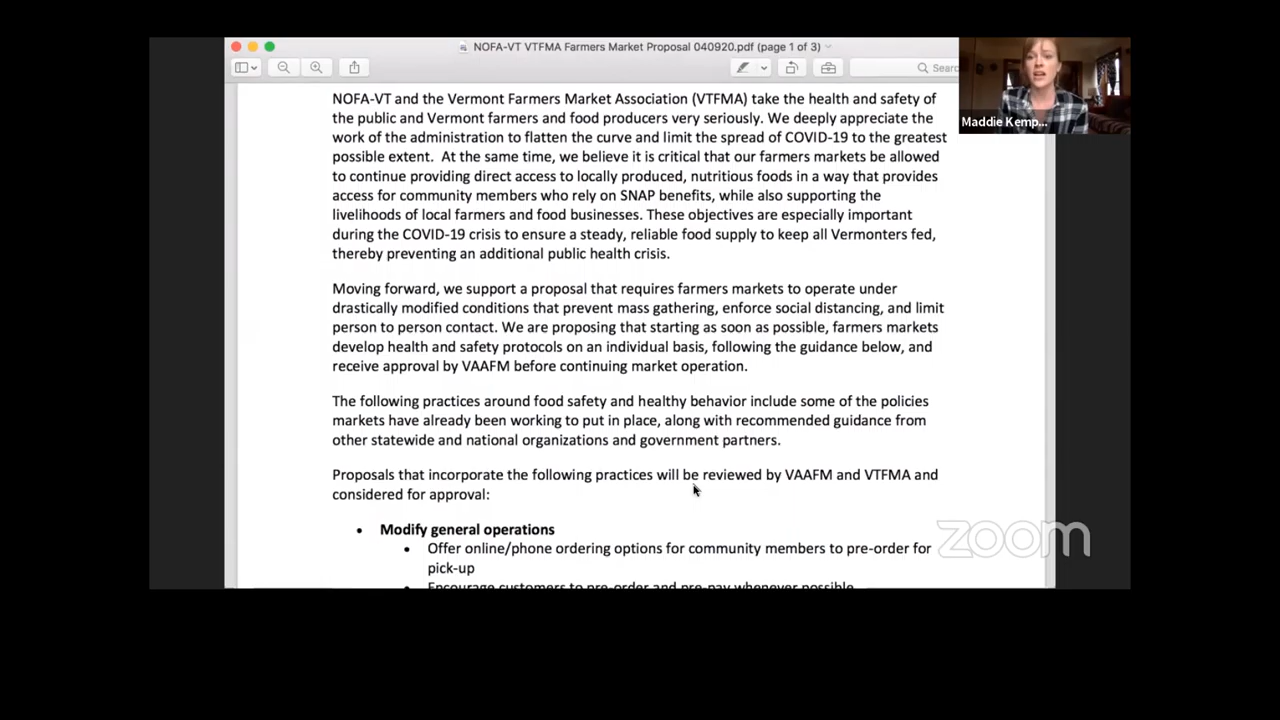 NOFA-VT VTFMA Farmers Market Proposal 040920.pdf (page 1 of 3)
Searc
Maddie Kemp...
NOFA-VT and the Vermont Farmers Market Association (VTFMA) take the health and safety of
the public and Vermont farmers and food producers very seriously. We deeply appreciate the
work of the administration to flatten the curve and limit the spread of COVID-19 to the greatest
possible extent.  At the same time, we believe it is critical that our farmers markets be allowed
to continue providing direct access to locally produced, nutritious foods in a way that provides
access for community members who rely on SNAP benefits, while also supporting the
livelihoods of local farmers and food businesses. These objectives are especially important
during the COVID-19 crisis to ensure a steady, reliable food supply to keep all Vermonters fed,
thereby preventing an additional public health crisis.
Moving forward, we support a proposal that requires farmers markets to operate under
drastically modified conditions that prevent mass gathering, enforce social distancing, and limit
person to person contact. We are proposing that starting as soon as possible, farmers markets
develop health and safety protocols on an individual basis, following the guidance below, and
receive approval by VAAFM before continuing market operation.
The following practices around food safety and healthy behavior include some of the policies
markets have already been working to put in place, along with recommended guidance from
other statewide and national organizations and government partners.
Proposals that incorporate the following practices will be reviewed by VAAFM and VTFMA and
considered for approval:
• Modify general operations
• Offer online/phone ordering options for community members to pre-order for
pick-up
• Encourage customers to pre-order and pre-pay whenever possible
zoom